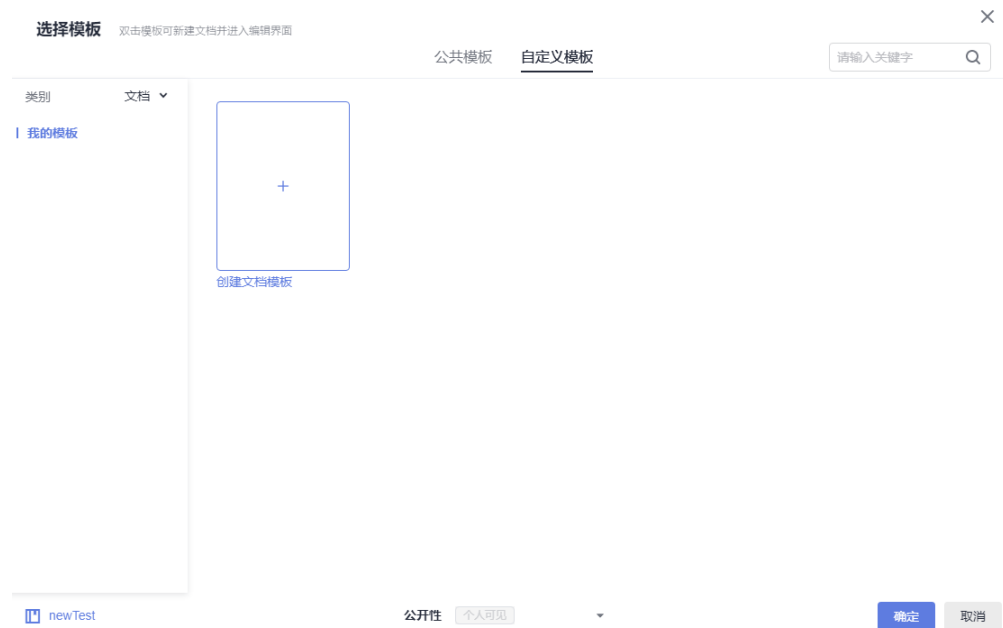 选择模板 双击模板可新建文档并进入编辑界面
公共模板 自定义模板 请输入关键字
类别 文档
我的模板
创建文档模板
newTest 公开性 个人可见 确定 取消